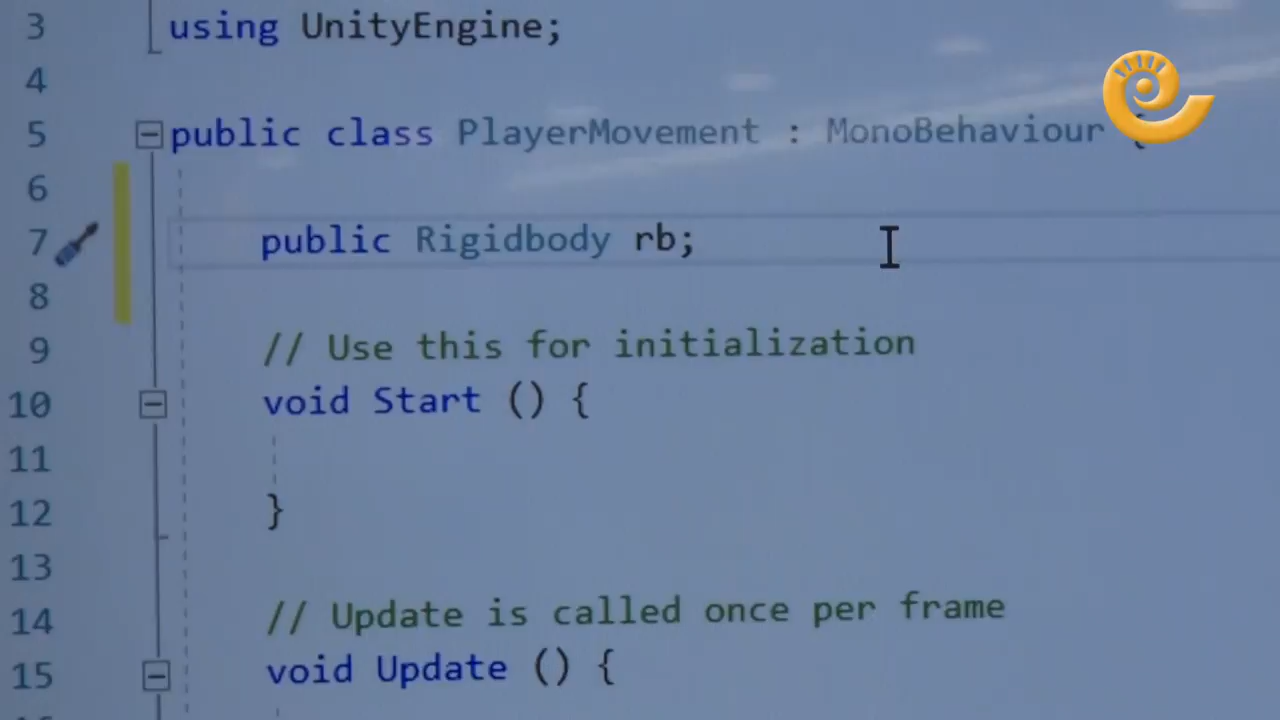 3 using UnityEngine;
4
5 public class PlayerMovement : MonoBehaviour {
6
7 public Rigidbody rb;
8
9 // Use this for initialization
10 void Start () {
11
12 }
13
14 // Update is called once per frame
15 void Update () {